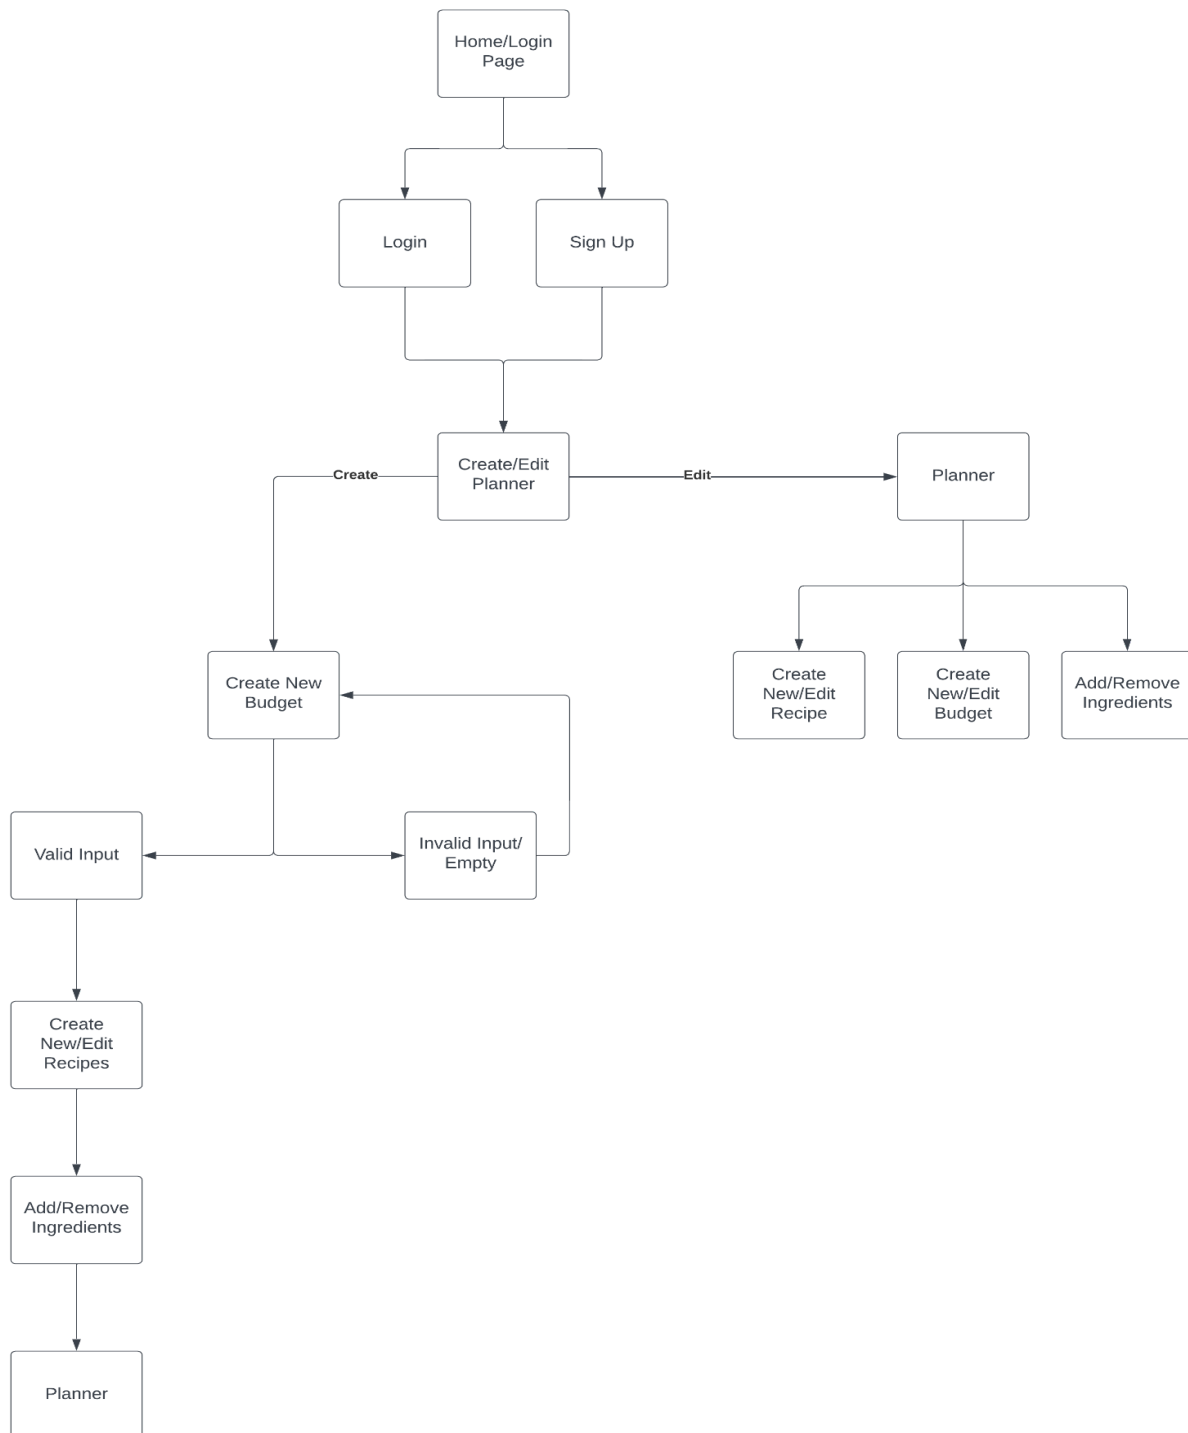 Home/Login
Page
Login
Sign Up
Create/Edit
Planner
Create
Edit
Planner
Create New
Budget
Create
New/Edit
Recipe
Create
New/Edit
Budget
Add/Remove
Ingredients
Valid Input
Invalid Input/
Empty
Create
New/Edit
Recipes
Add/Remove
Ingredients
Planner